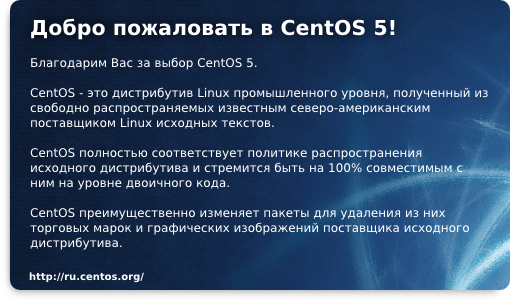 Добро пожаловать в CentOS 5!
Благодарим Вас за выбор CentOS 5.
CentOS - это дистрибутив Linux промышленного уровня, полученный из
свободно распространяемых известным северо-американским
поставщиком Linux исходных текстов.
CentOS полностью соответствует политике распространения
исходного дистрибутива и стремится быть на 100% совместимым с
ним на уровне двоичного кода.
CentOS преимущественно изменяет пакеты для удаления из них
торговых марок и графических изображений поставщика исходного
дистрибутива.
http://ru.centos.org/